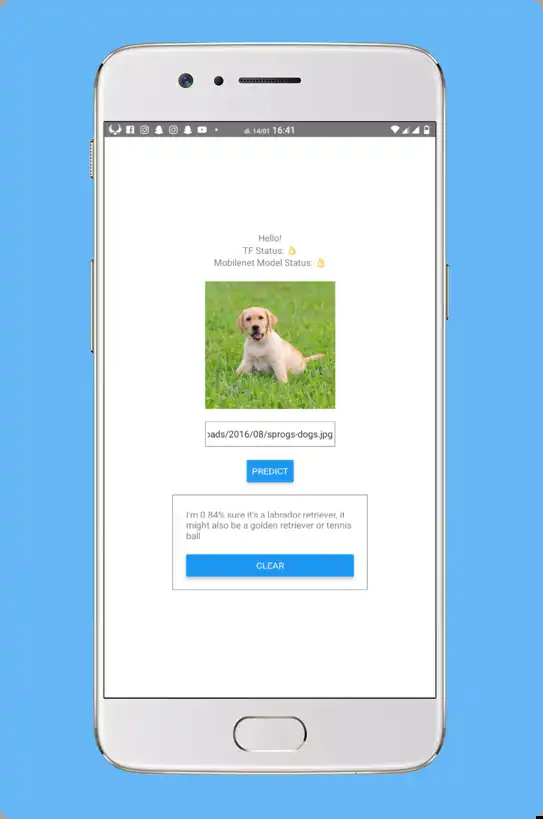 di. 14/01 16:41
Hello!
TF Status: 👌
Mobilenet Model Status: 👌
oads/2016/08/sprogs-dogs.jpg
PREDICT
I'm 0.84% sure it's a labrador retriever, it
might also be a golden retriever or tennis
ball
CLEAR